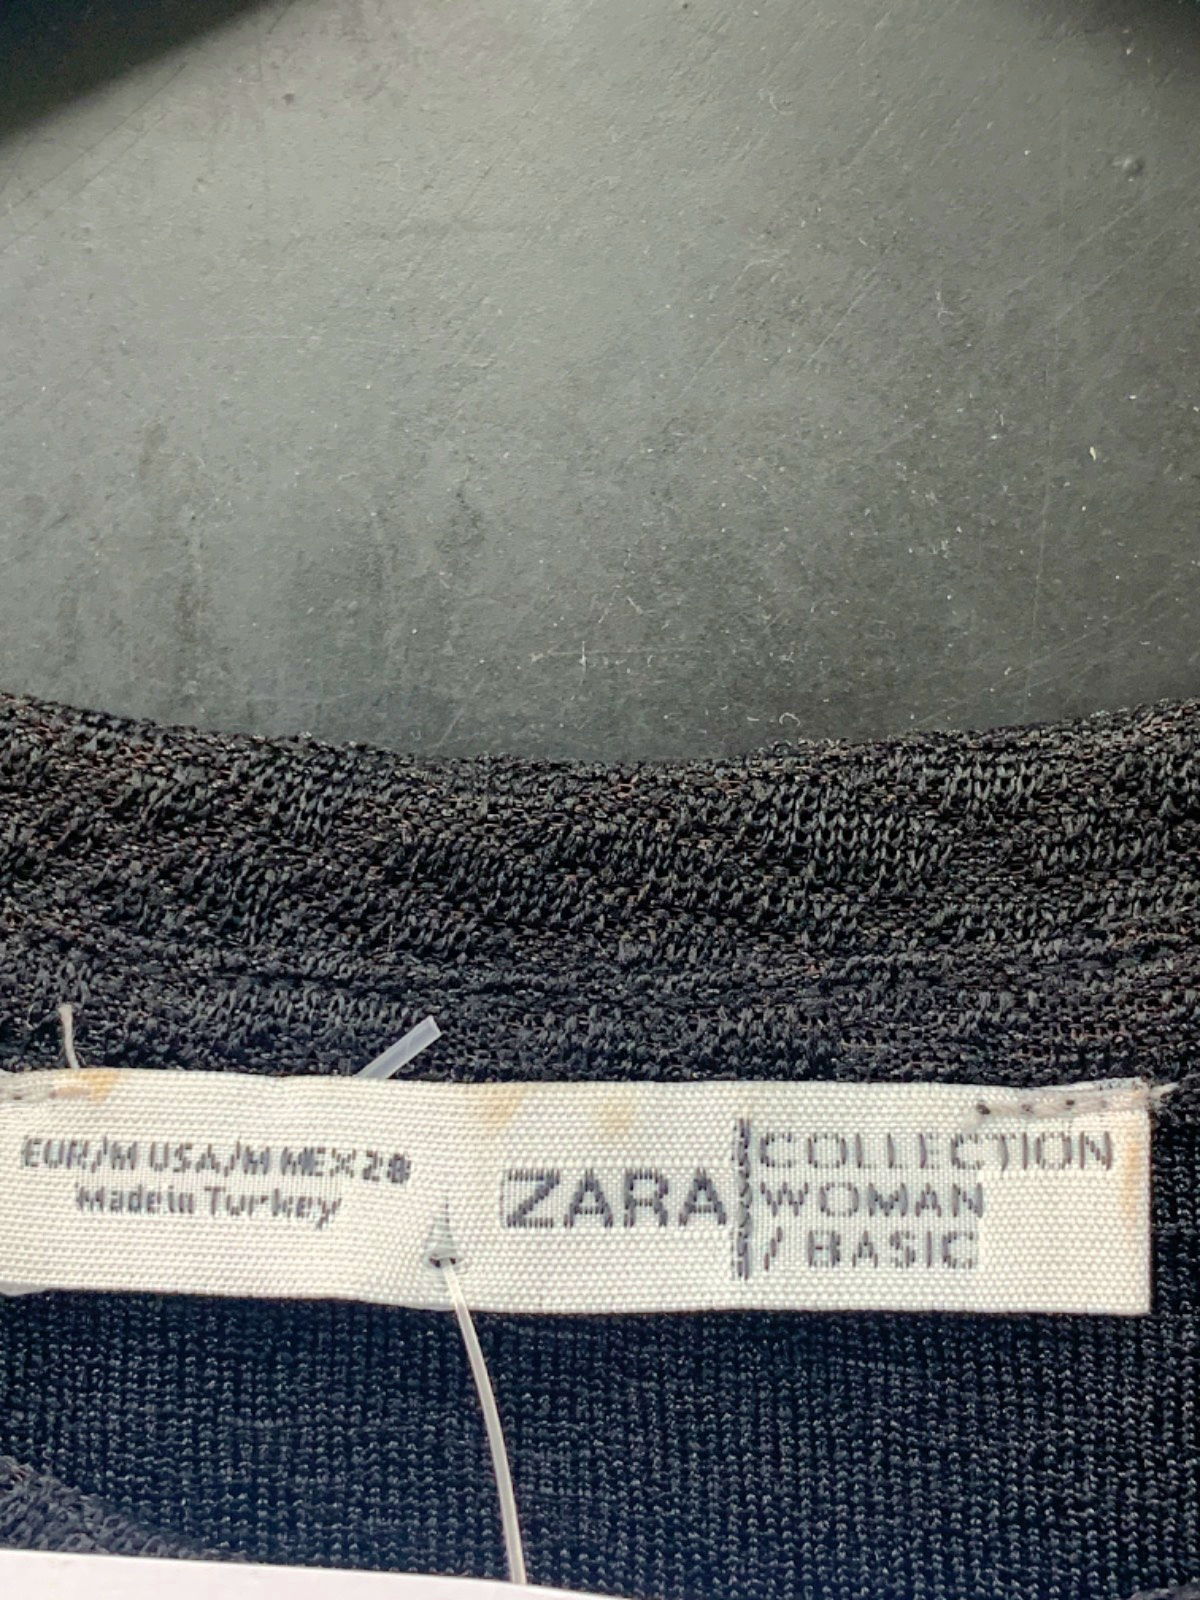 EUR/M USA/M MEX 28
Made in Turkey
ZARA
COLLECTION
WOMAN
/ BASIC